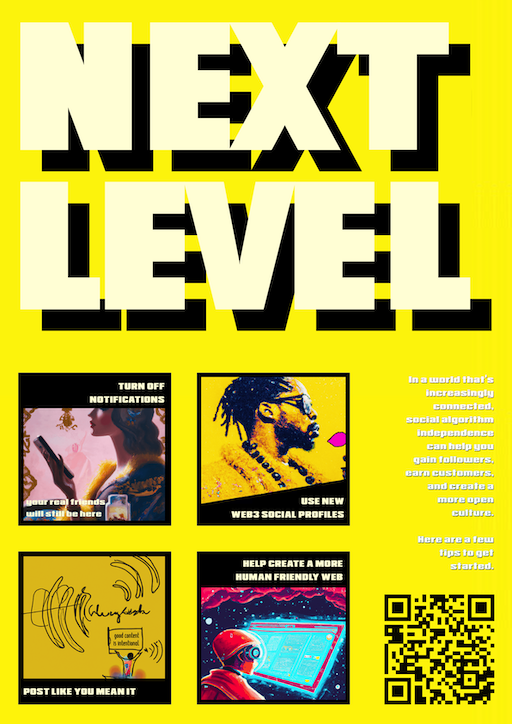 NEXT
LEVEL
TURN OFF
NOTIFICATIONS
your real friends
will still be here
USE NEW
WEB3 SOCIAL PROFILES
in a world that's
increasingly
connected,
social algorithm
independence
can help you
gain followers,
earn customers,
and create a
more open
culture.
Here are a few
tips to get
started.
good content
is intentional.
POST LIKE YOU MEAN IT
HELP CREATE A MORE
HUMAN FRIENDLY WEB